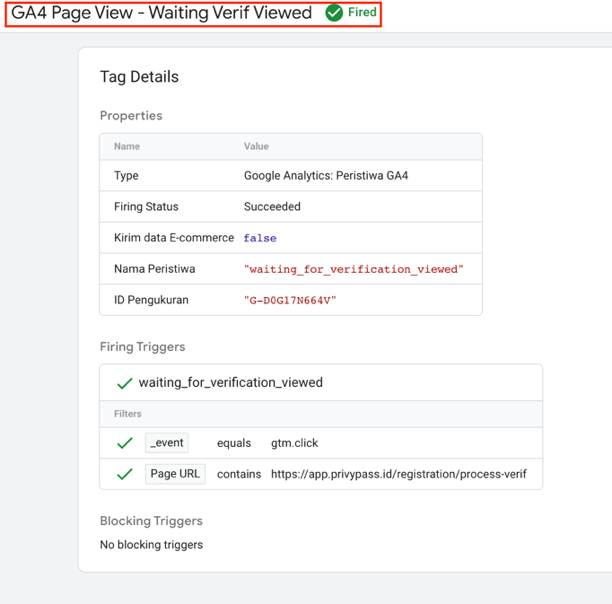 GA4 Page View - Waiting Verif Viewed Fired
Tag Details
Properties
Name Value
Type Google Analytics: Peristiwa GA4
Firing Status Succeeded
Kirim data E-commerce false
Nama Peristiwa "waiting_for_verification_viewed"
ID Pengukuran "G-D0G17N664V"
Firing Triggers
waiting_for_verification_viewed
Filters
_event equals gtm.click
Page URL contains https://app.privypass.id/registration/process-verif
Blocking Triggers
No blocking triggers